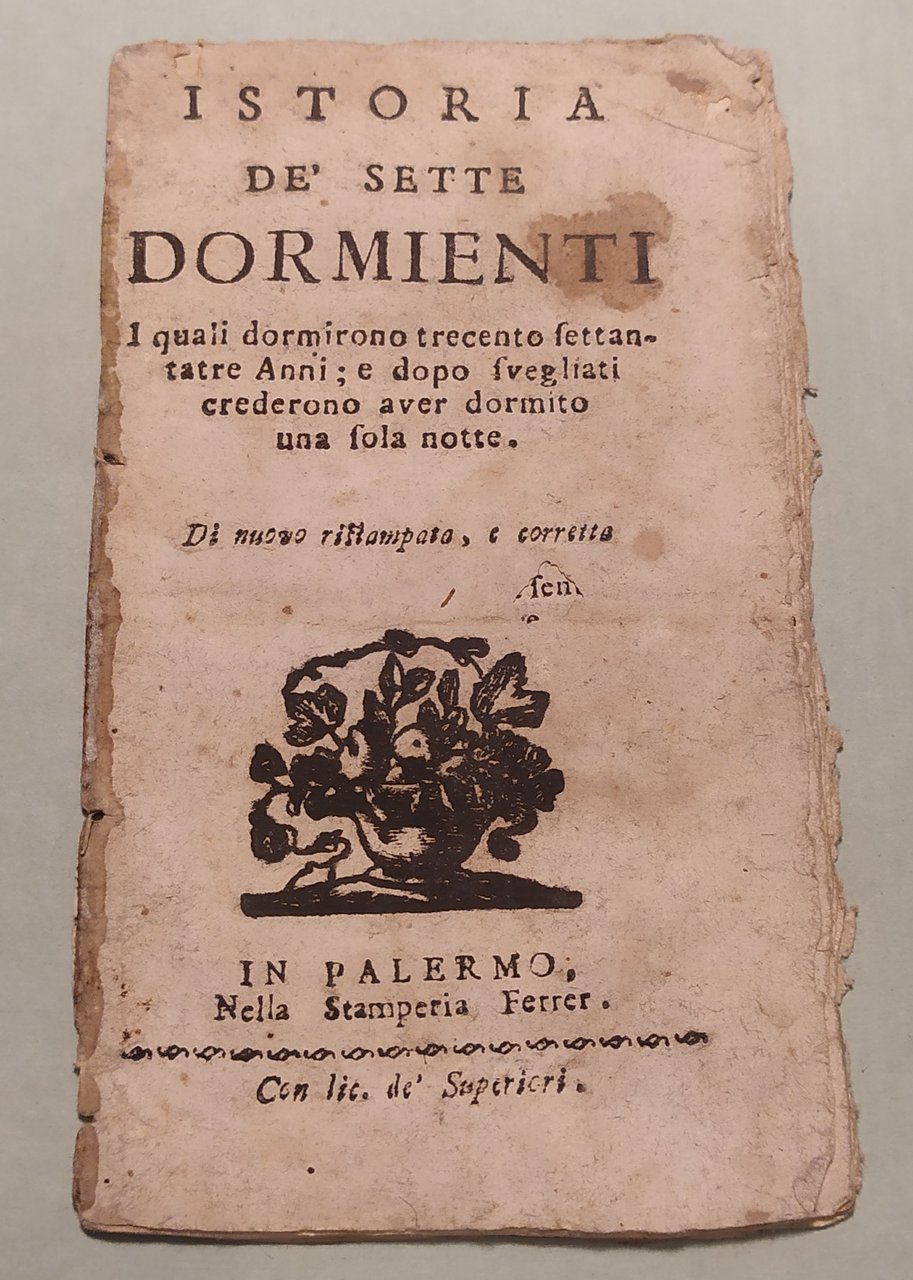 ISTORIA
DE' SETTE
DORMIENTI
I quali dormirono trecento ſettan-
tatre Anni; e dopo ſvegliati
crederono aver dormito
una ſola notte.
Di nuovo riſtampata, e corretta
ſem
IN PALERMO,
Nella Stamperia Ferrer.
Con lic. de' Superiori.